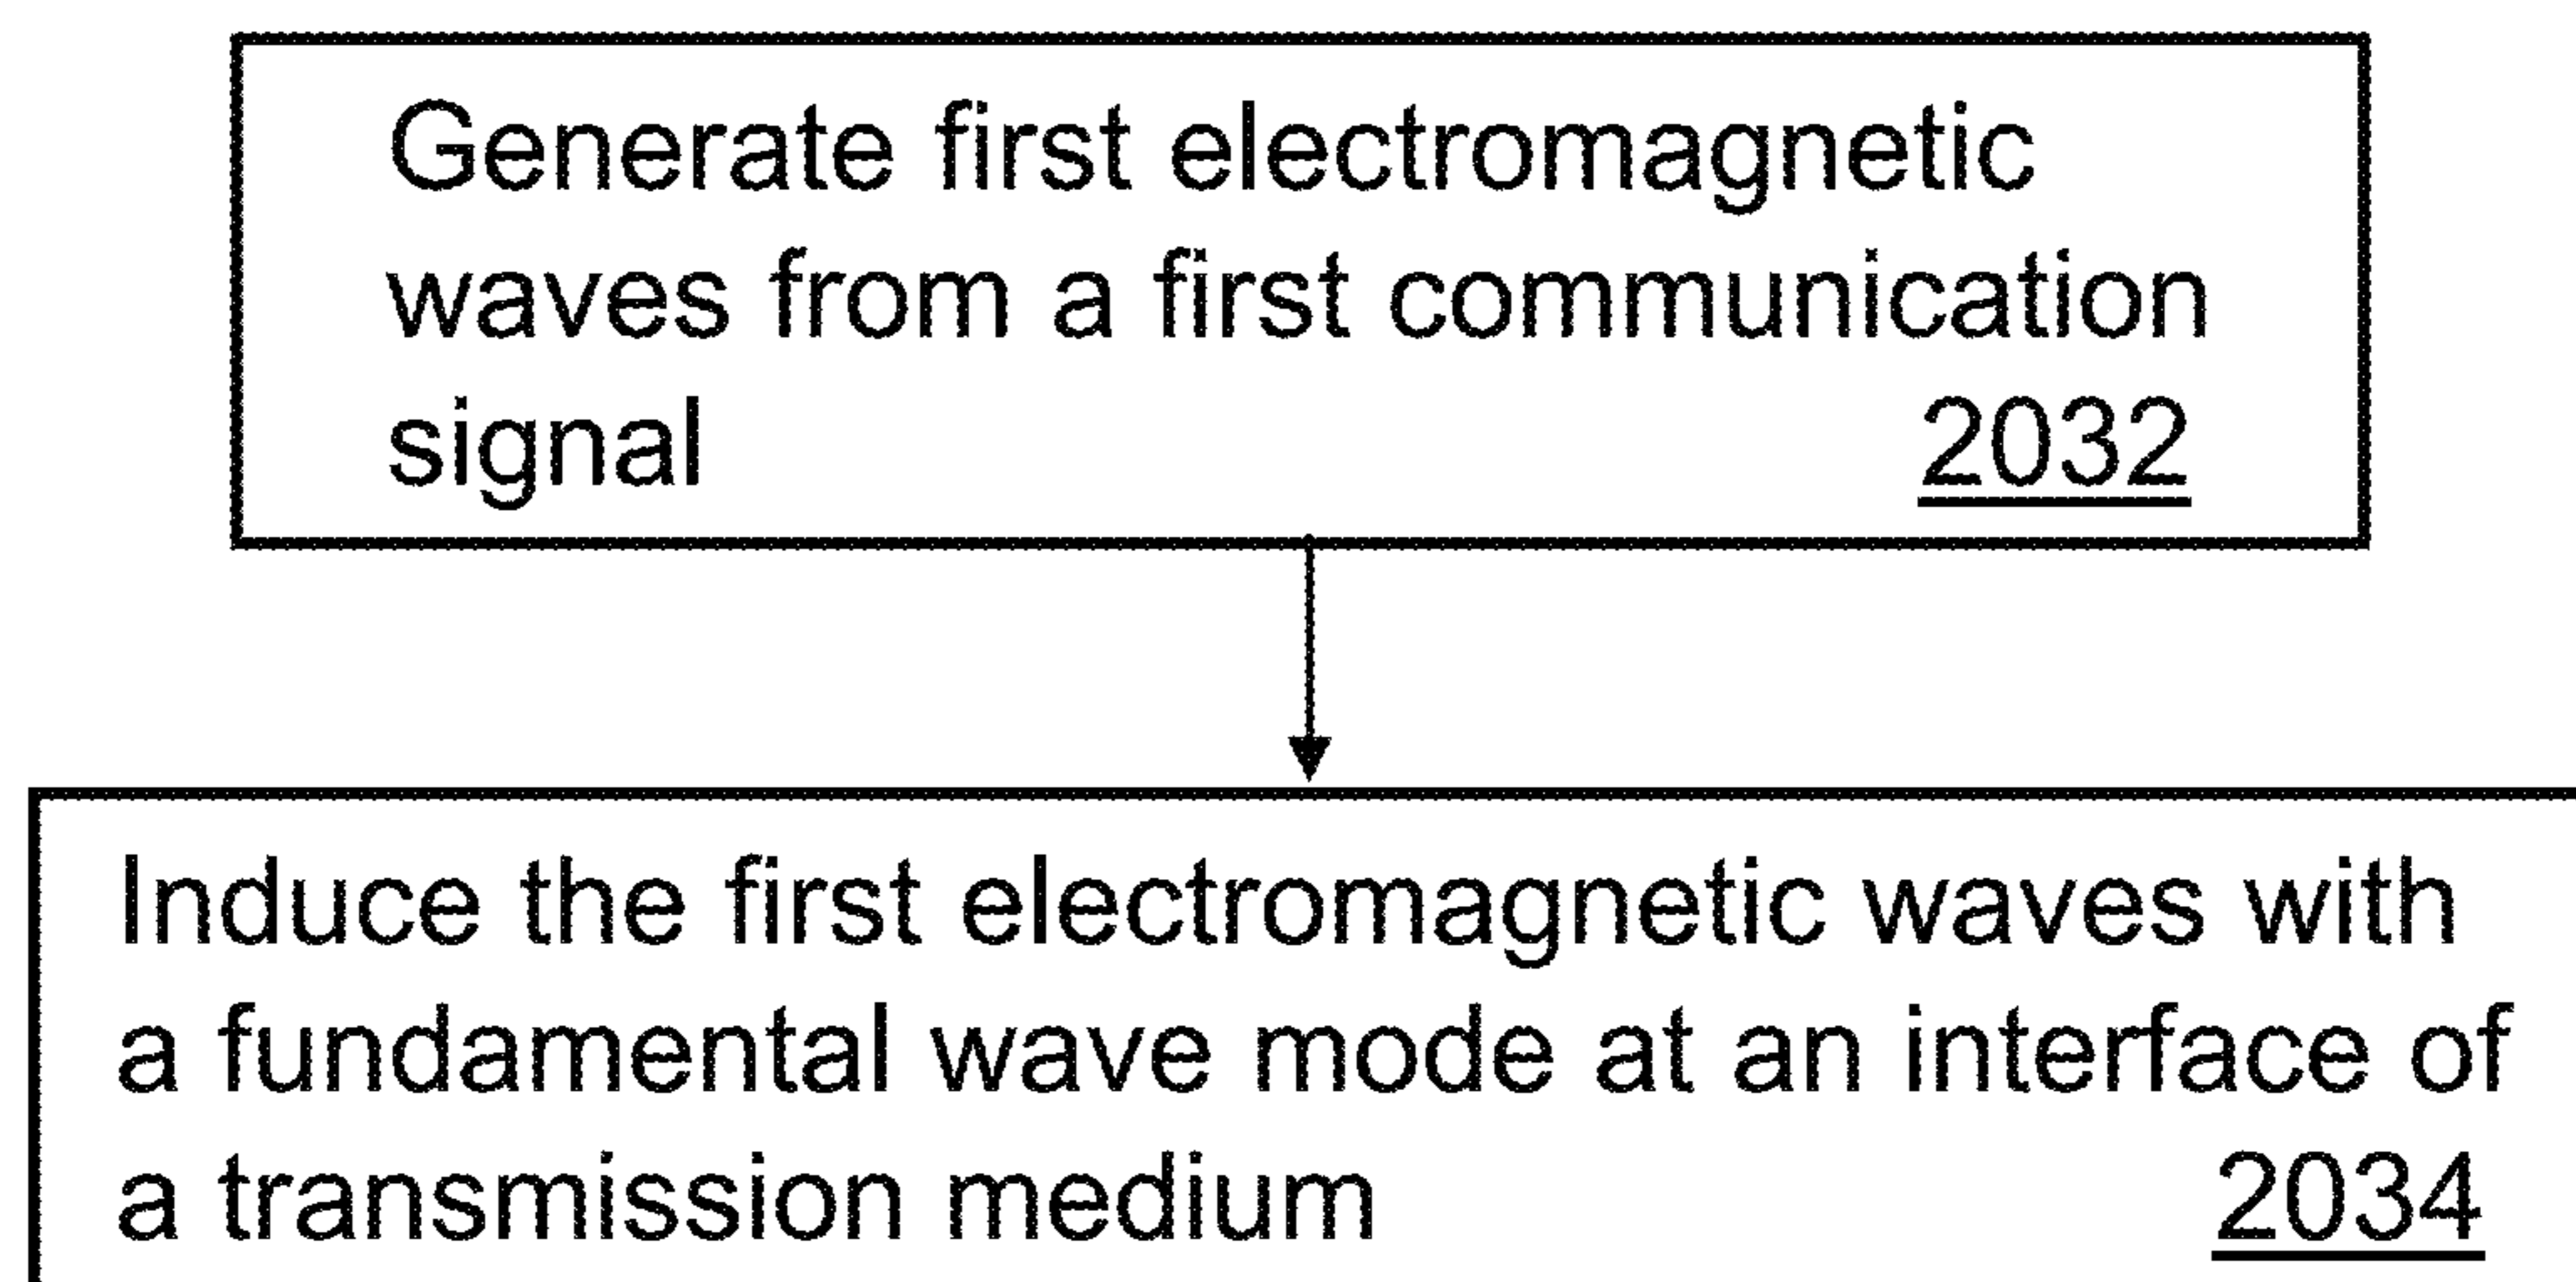 Generate first electromagnetic
waves from a first communication
signal 2032
Induce the first electromagnetic waves with
a fundamental wave mode at an interface of
a transmission medium 2034